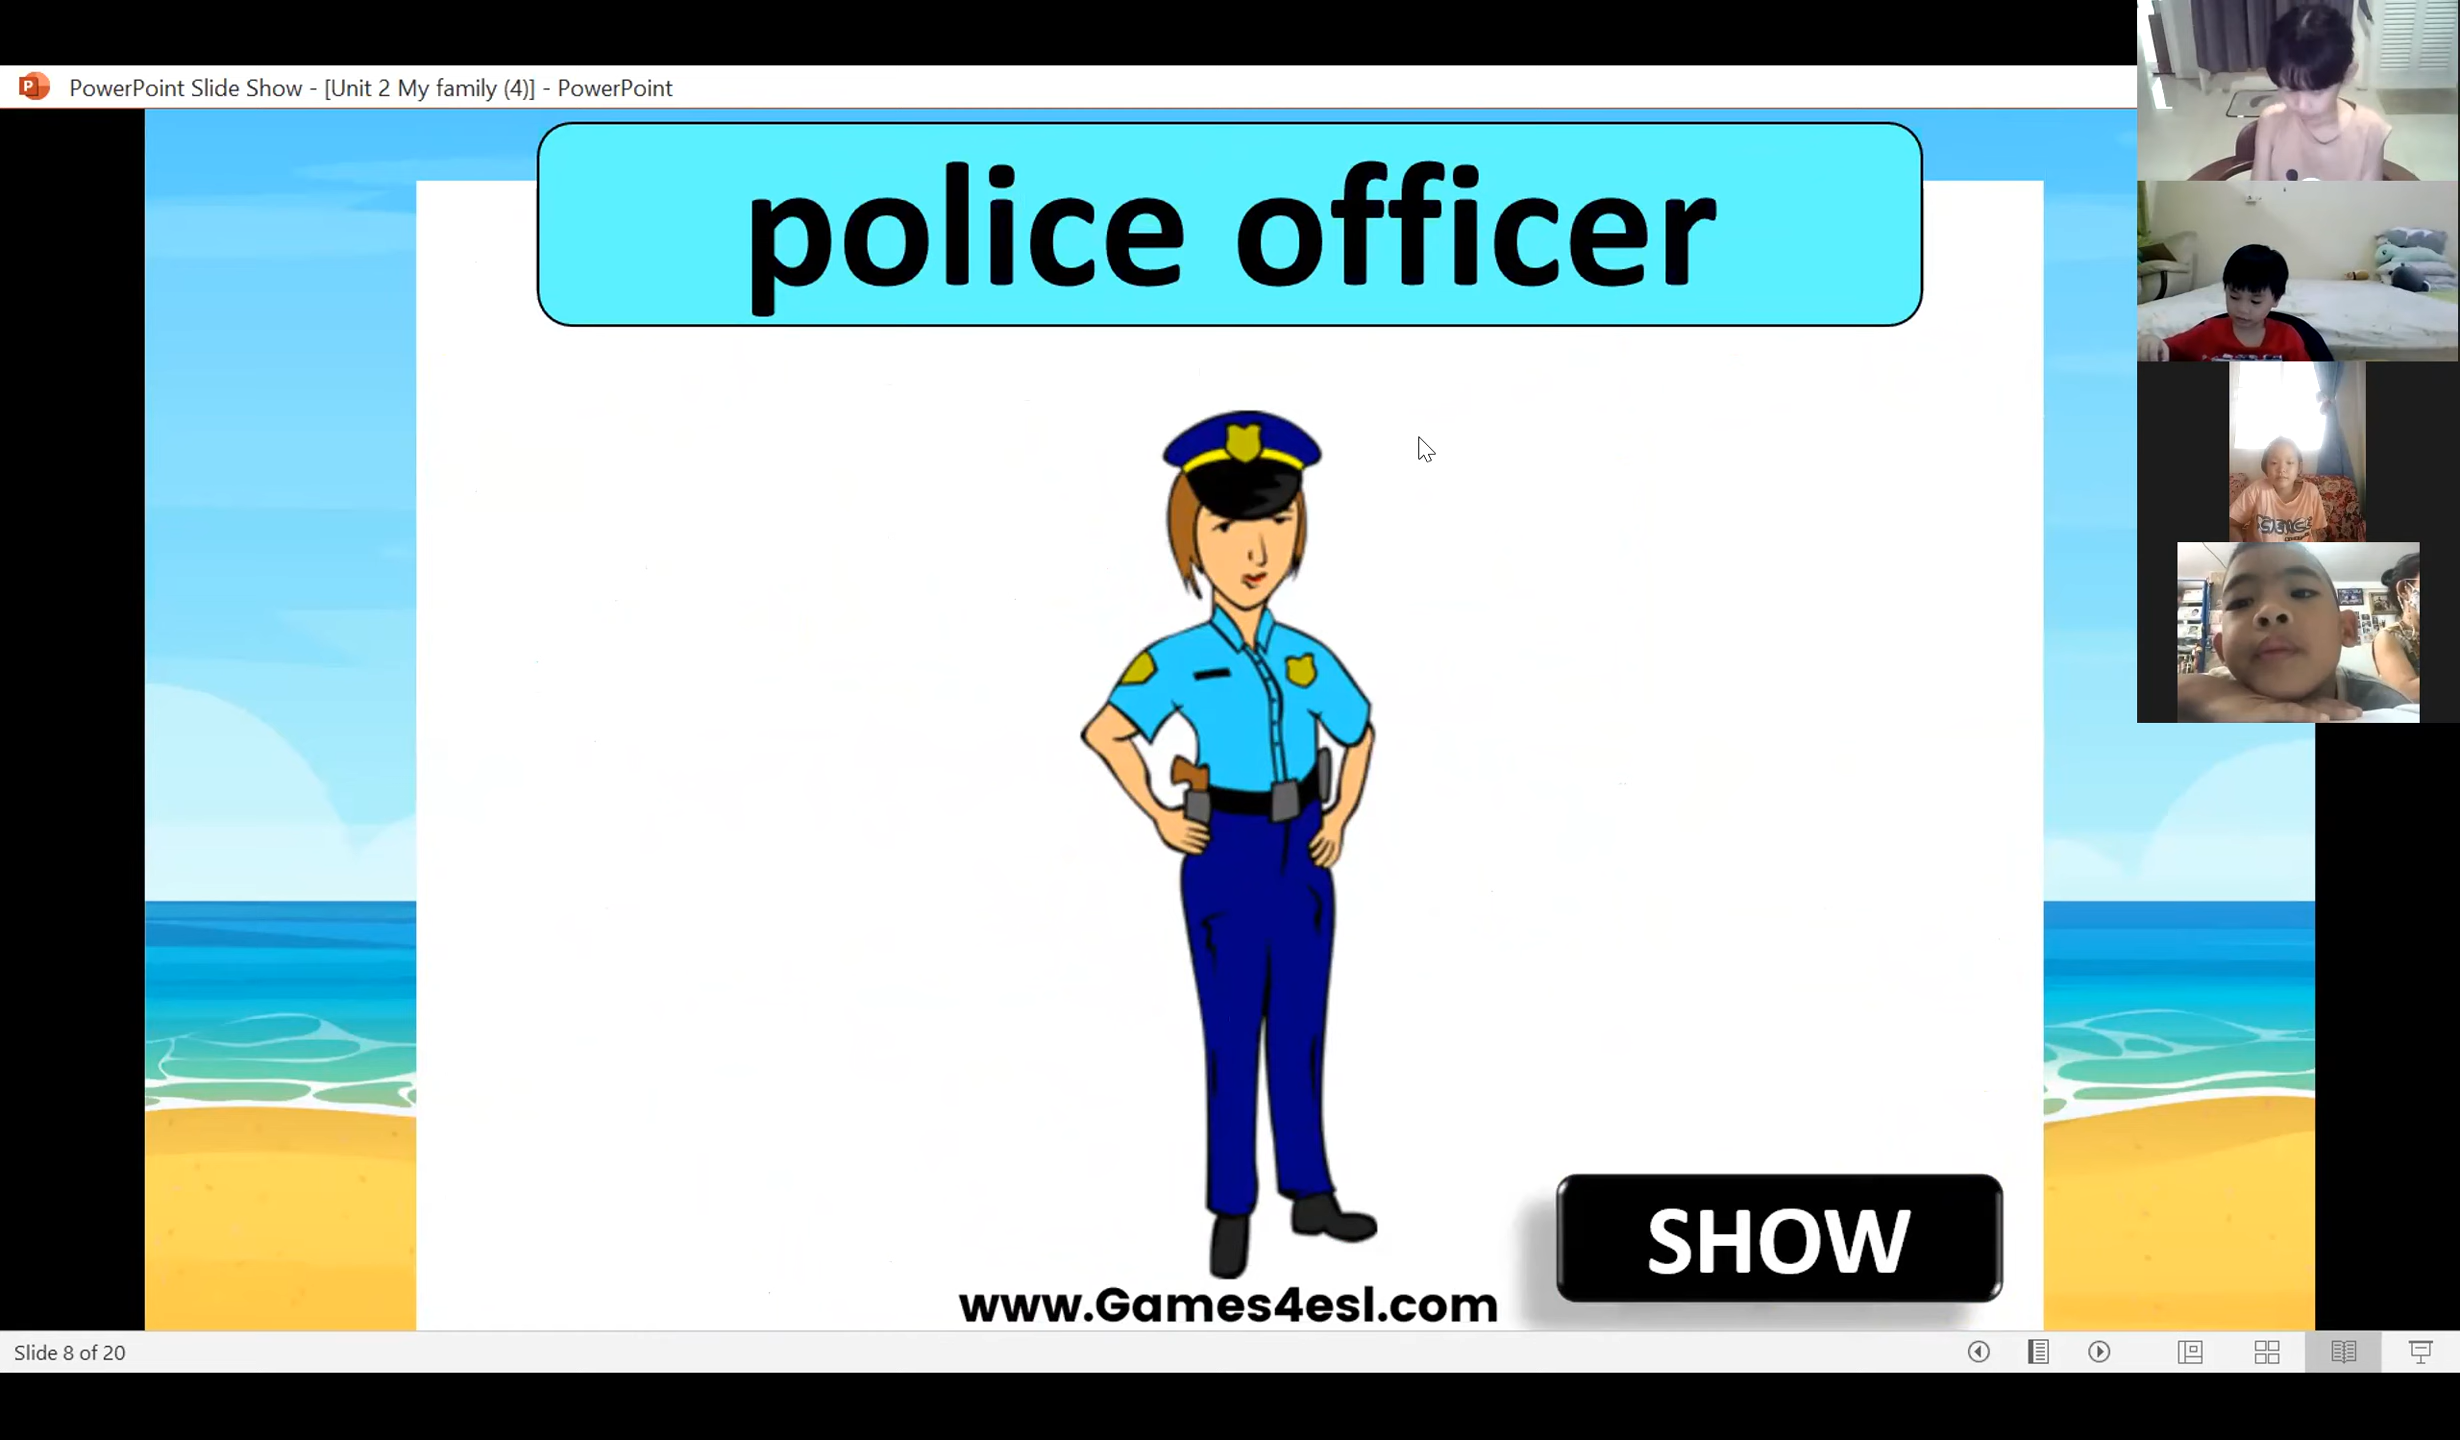 PowerPoint Slide Show - [Unit 2 My family (4)] - PowerPoint
police officer
SHOW
www.Games4esl.com
Slide 8 of 20